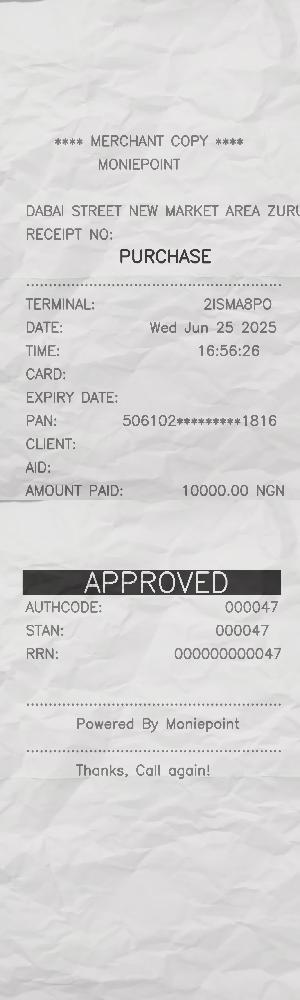 **** MERCHANT COPY ****
MONIEPOINT
DABAI STREET NEW MARKET AREA ZURU
RECEIPT NO:
PURCHASE
TERMINAL: 2ISMA8PO
DATE: Wed Jun 25 2025
TIME: 16:56:26
CARD:
EXPIRY DATE:
PAN: 506102*********1816
CLIENT:
AID:
AMOUNT PAID: 10000.00 NGN
APPROVED
AUTHCODE: 000047
STAN: 000047
RRN: 000000000047
Powered By Moniepoint
Thanks, Call again!